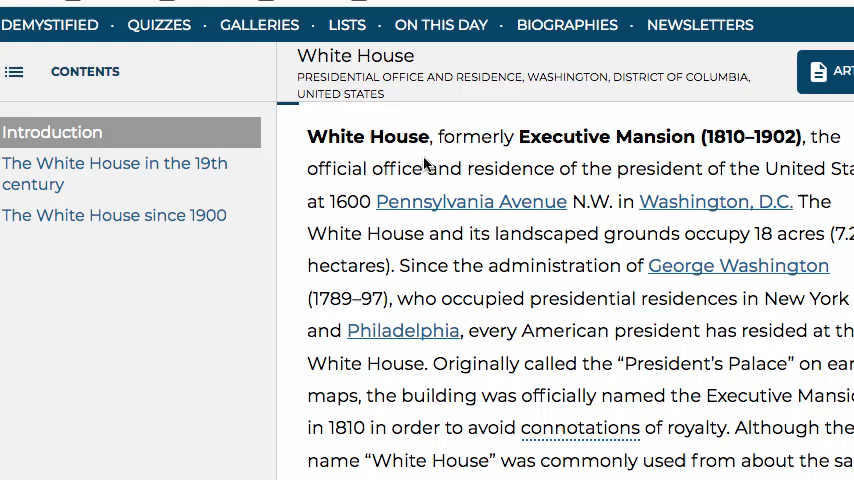 DEMYSTIFIED · QUIZZES · GALLERIES · LISTS · ON THIS DAY · BIOGRAPHIES · NEWSLETTERS
CONTENTS
Introduction
The White House in the 19th
century
The White House since 1900
White House
PRESIDENTIAL OFFICE AND RESIDENCE, WASHINGTON, DISTRICT OF COLUMBIA,
UNITED STATES
White House, formerly Executive Mansion (1810–1902), the
official office and residence of the president of the United
at 1600 Pennsylvania Avenue N.W. in Washington, D.C. The
White House and its landscaped grounds occupy 18 acres (7.2
hectares). Since the administration of George Washington
(1789–97), who occupied presidential residences in New York
and Philadelphia, every American president has resided at
White House. Originally called the “President’s Palace” on
maps, the building was officially named the Executive
in 1810 in order to avoid connotations of royalty. Although the
name “White House” was commonly used from about the